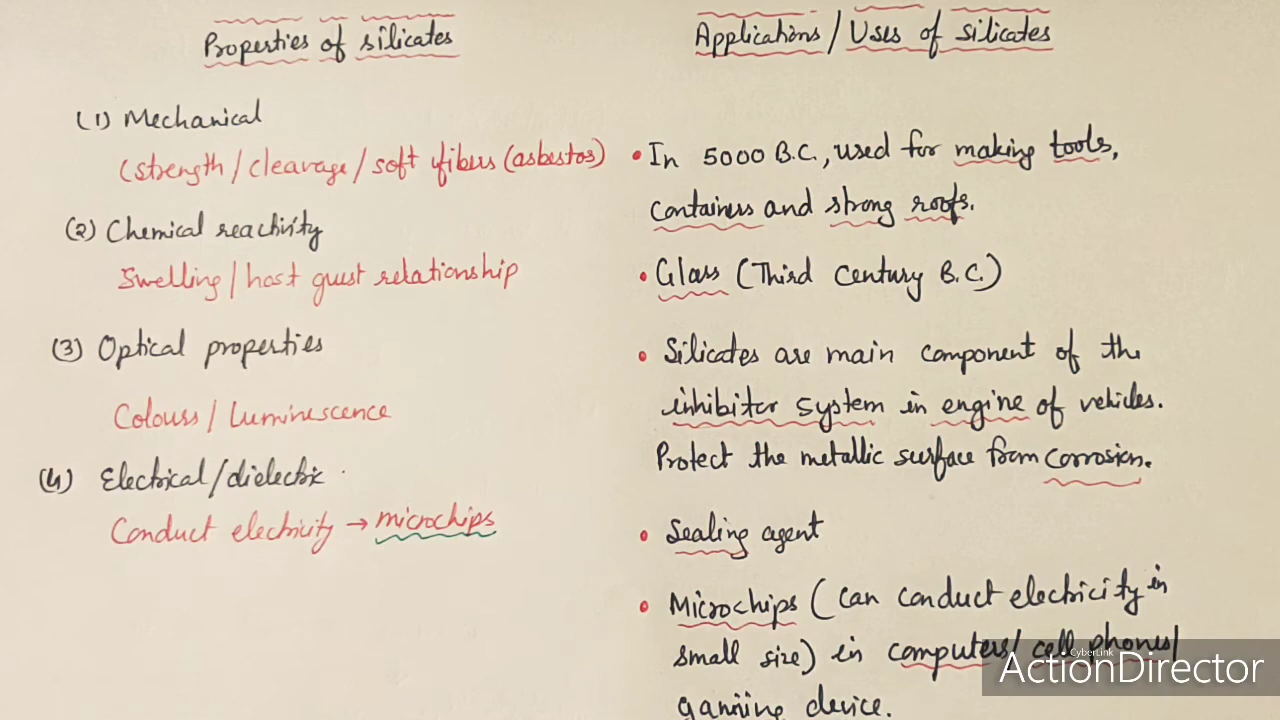 Properties of silicates
(1) Mechanical
(strength / cleavage / soft fibers (asbestos)
(2) Chemical reactivity
Swelling / host guest relationship
(3) Optical properties
Colours / Luminescence
(4) Electrical / dielectric
Conduct electricity → microchips
Applications / Uses of silicates
• In 5000 B.C., used for making tools,
containers and strong roofs.
• Glass (Third Century B.C.)
• Silicates are main component of the
inhibitor system in engine of vehicles.
Protect the metallic surface from corrosion.
• Sealing agent
• Microchips (can conduct electricity in
small size) in computers / cell phones /
gaming device.
CyberLink
ActionDirector